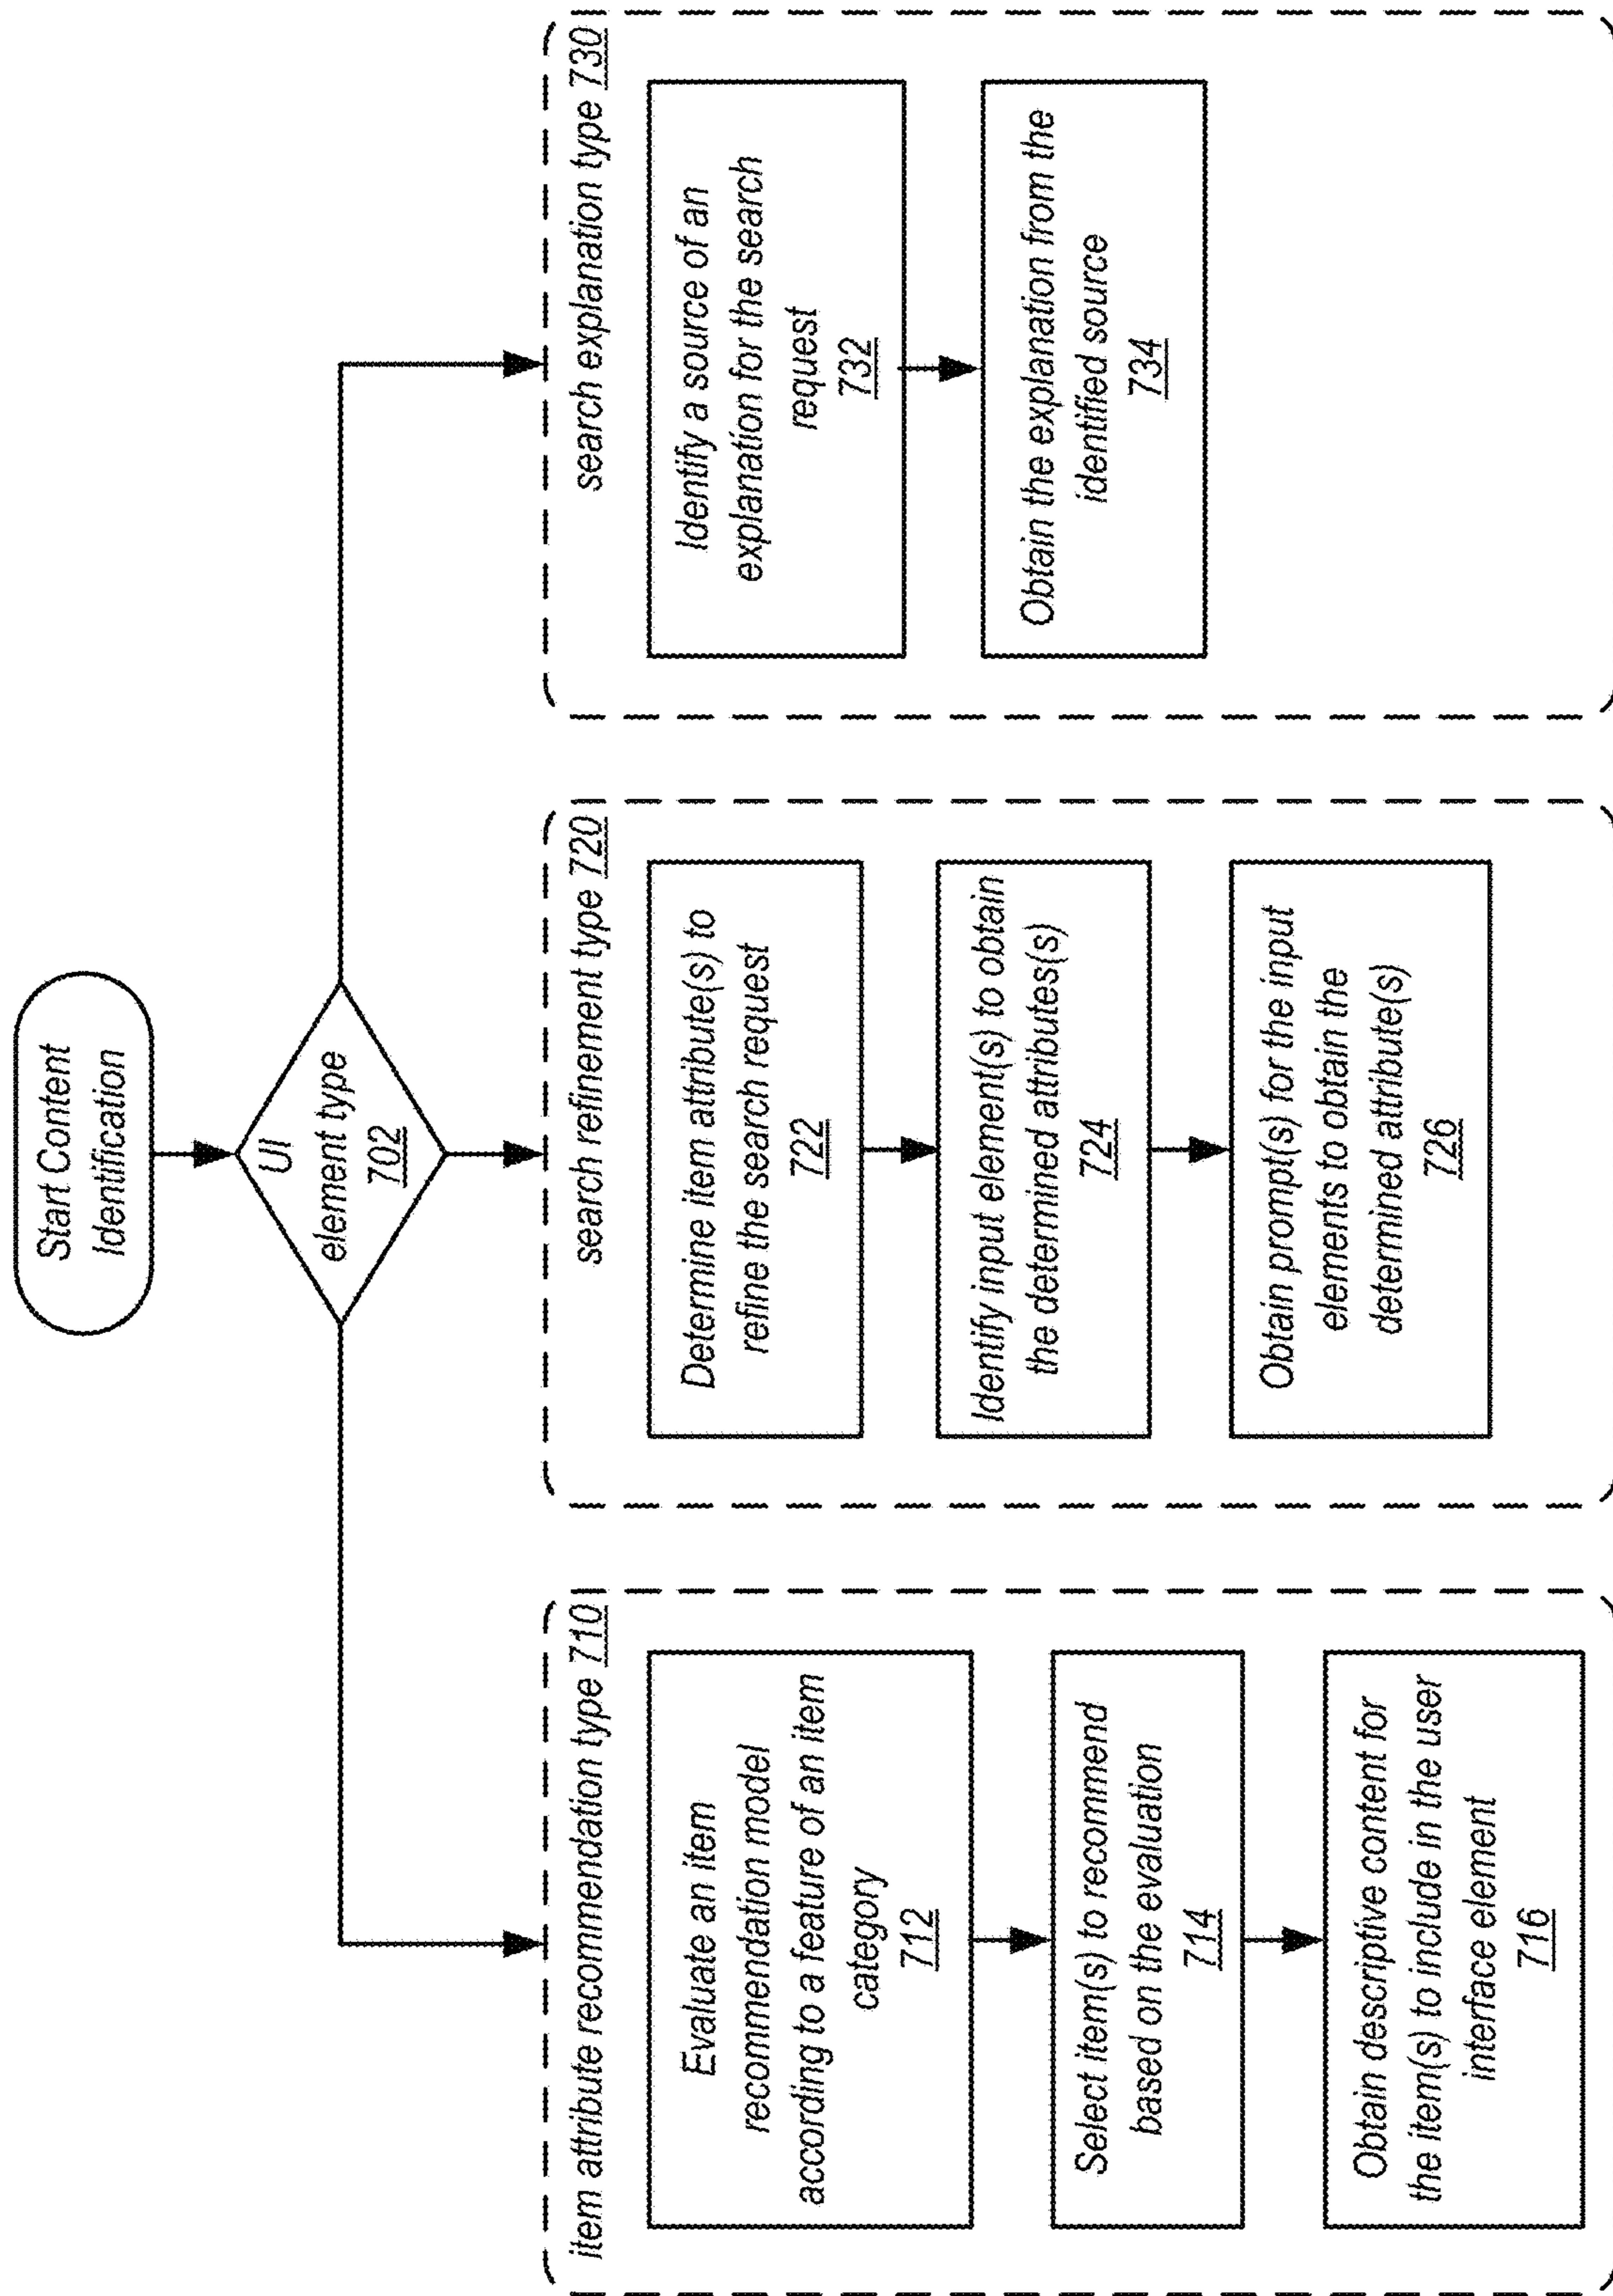 Start Content
Identification
UI
element type
702
item attribute recommendation type 710
Evaluate an item
recommendation model
according to a feature of an item
category
712
Select item(s) to recommend
based on the evaluation
714
Obtain descriptive content for
the item(s) to include in the user
interface element
716
search refinement type 720
Determine item attribute(s) to
refine the search request
722
Identify input element(s) to obtain
the determined attributes(s)
724
Obtain prompt(s) for the input
elements to obtain the
determined attribute(s)
726
search explanation type 730
Identify a source of an
explanation for the search
request
732
Obtain the explanation from the
identified source
734